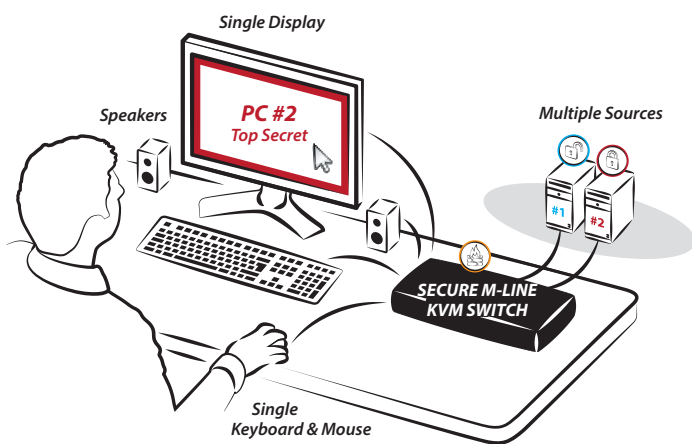 Single Display
Speakers
PC #2
Top Secret
Multiple Sources
#1
#2
SECURE M-LINE
KVM SWITCH
Single
Keyboard & Mouse